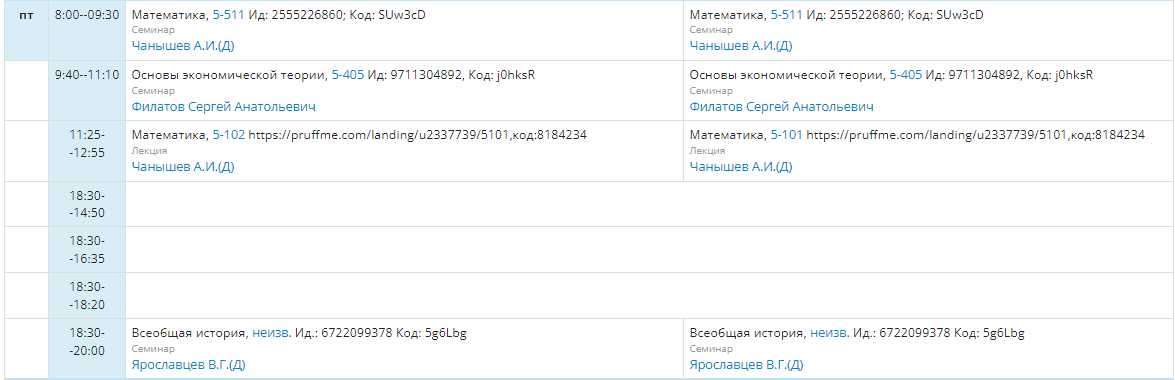 пт
8:00--09:30
Математика, 5-511 Ид: 2555226860; Код: SUw3cD
Семинар
Чанышев А.И.(Д)
Математика, 5-511 Ид: 2555226860; Код: SUw3cD
Семинар
Чанышев А.И.(Д)
9:40--11:10
Основы экономической теории, 5-405 Ид: 9711304892, Код: j0hksR
Семинар
Филатов Сергей Анатольевич
Основы экономической теории, 5-405 Ид: 9711304892, Код: j0hksR
Семинар
Филатов Сергей Анатольевич
11:25-
-12:55
Математика, 5-102 https://pruffme.com/landing/u2337739/5101,код:8184234
Лекция
Чанышев А.И.(Д)
Математика, 5-101 https://pruffme.com/landing/u2337739/5101,код:8184234
Лекция
Чанышев А.И.(Д)
18:30-
-14:50
18:30-
-16:35
18:30-
-18:20
18:30-
-20:00
Всеобщая история, неизв. Ид.: 6722099378 Код: 5g6Lbg
Семинар
Ярославцев В.Г.(Д)
Всеобщая история, неизв. Ид.: 6722099378 Код: 5g6Lbg
Семинар
Ярославцев В.Г.(Д)